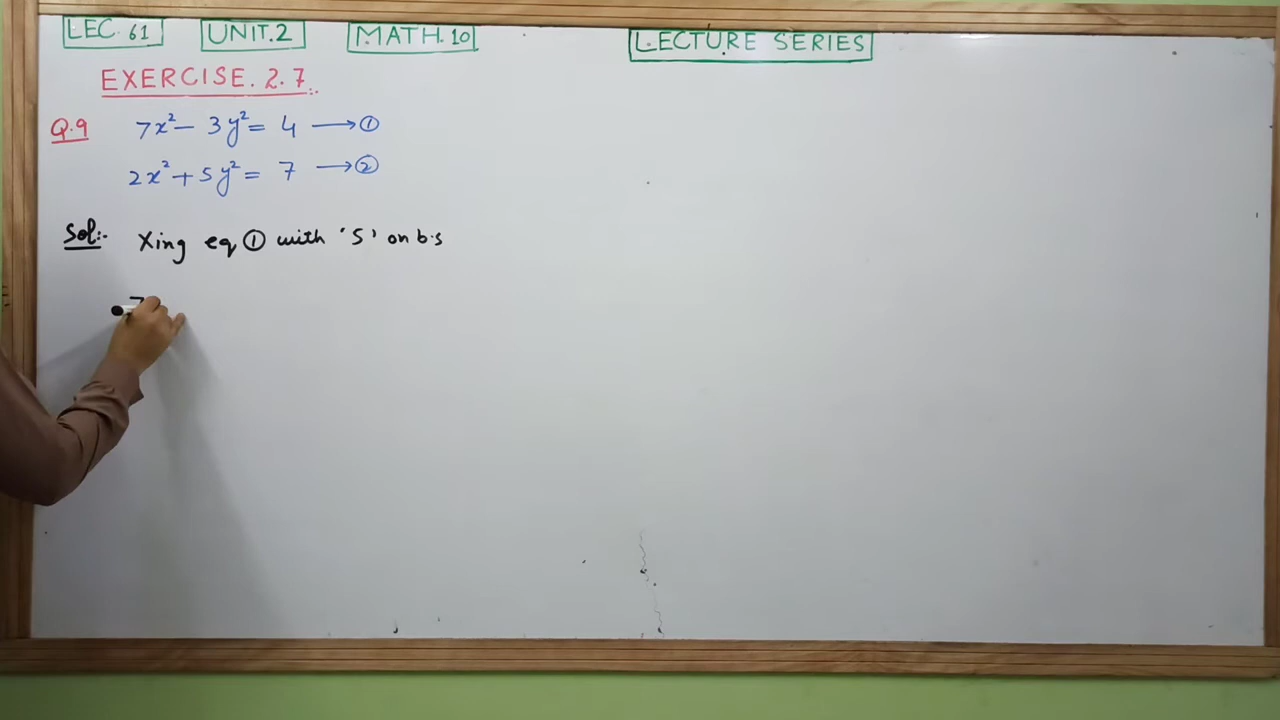 LEC. 61 UNIT.2 MATH.10 LECTURE SERIES
EXERCISE. 2.7
Q.9 7x²− 3y² = 4 ⟶①
2x² + 5y² = 7 ⟶②
Sol:- Xing eq ① with '5' on b.s
7